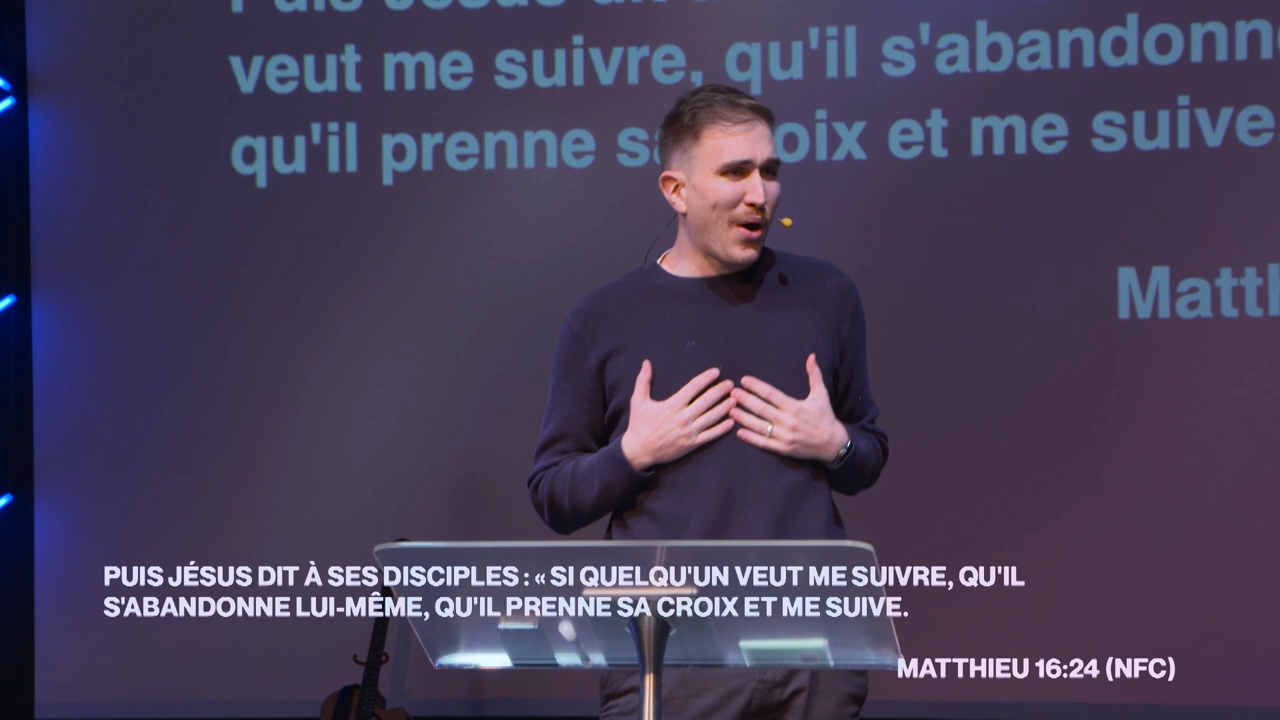 veut me suivre, qu'il s'abandonn
qu'il prenne sa oix et me suive
Matth
PUIS JÉSUS DIT À SES DISCIPLES : « SI QUELQU'UN VEUT ME SUIVRE, QU'IL
S'ABANDONNE LUI-MÊME, QU'IL PRENNE SA CROIX ET ME SUIVE.
MATTHIEU 16:24 (NFC)